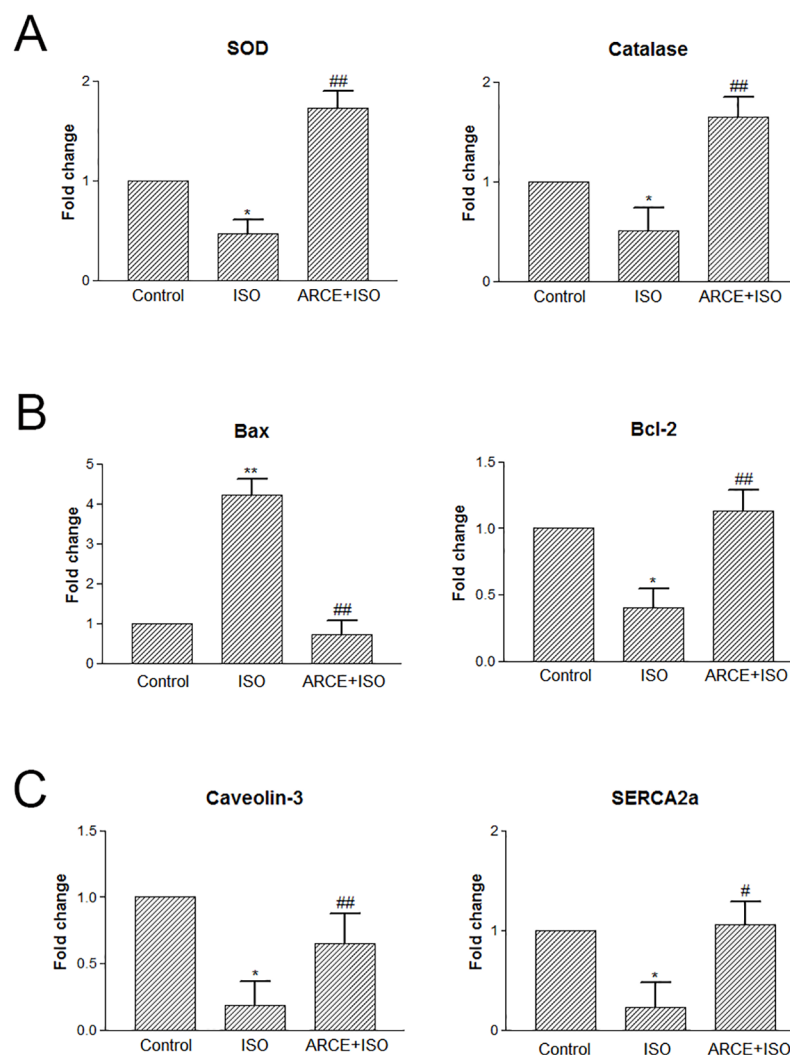 A
SOD
Fold change
2
1
0
*
##
Control ISO ARCE+ISO
Catalase
Fold change
2
1
0
*
##
Control ISO ARCE+ISO
B
Bax
Fold change
5
4
3
2
1
0
**
##
Control ISO ARCE+ISO
Bcl-2
Fold change
1.5
1.0
0.5
0.0
*
##
Control ISO ARCE+ISO
C
Caveolin-3
Fold change
1.5
1.0
0.5
0.0
*
##
Control ISO ARCE+ISO
SERCA2a
Fold change
2
1
0
*
#
Control ISO ARCE+ISO